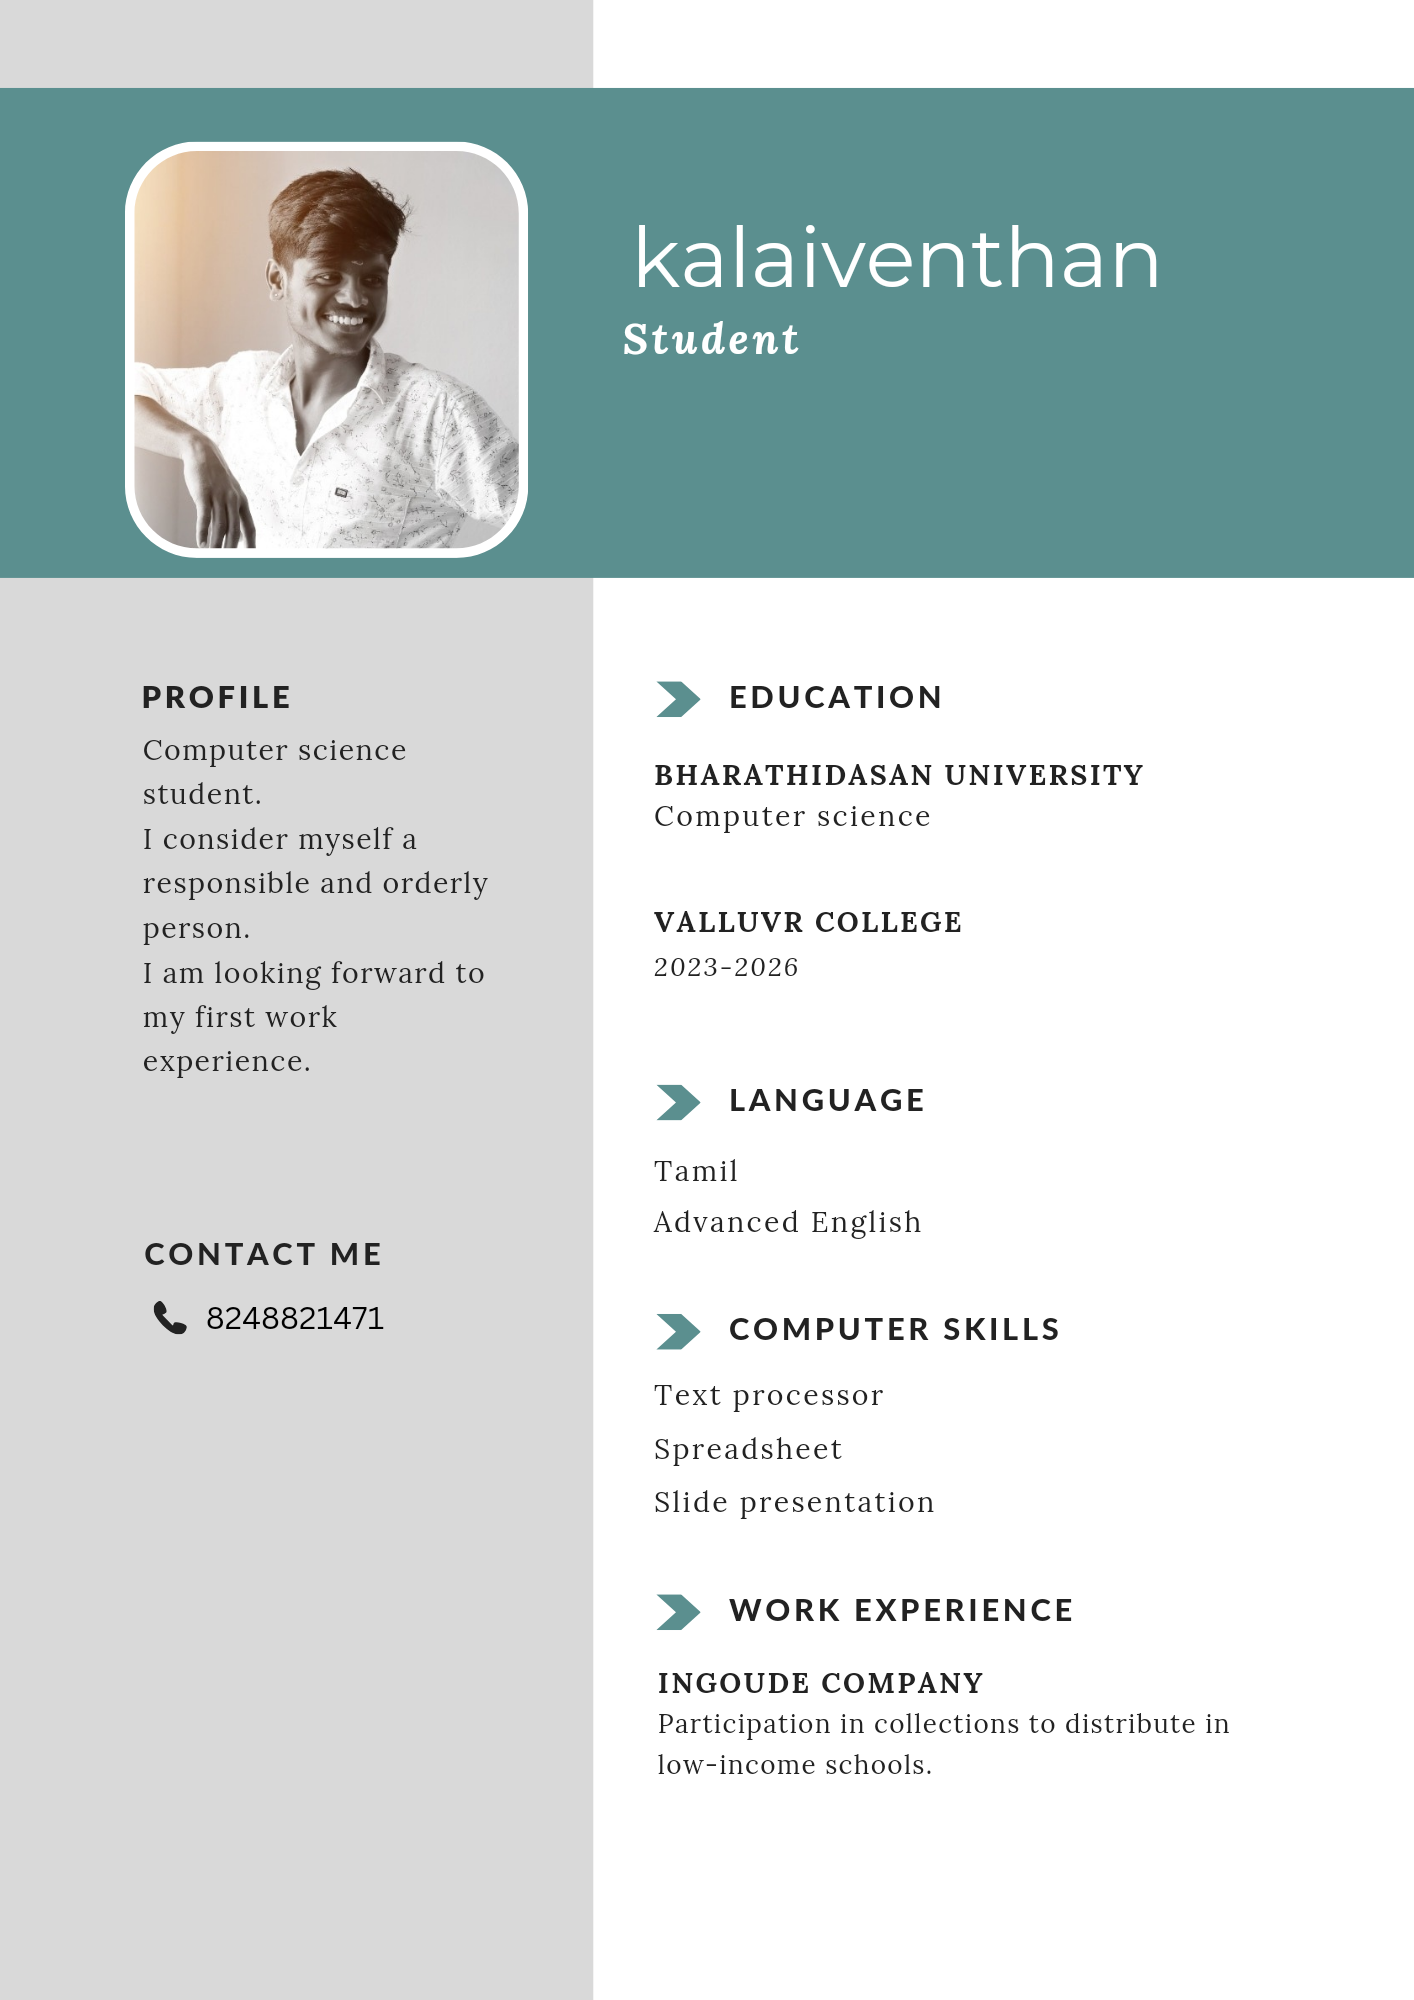 kalaiventhan
Student
PROFILE
Computer science
student.
I consider myself a
responsible and orderly
person.
I am looking forward to
my first work
experience.
CONTACT ME
8248821471
EDUCATION
BHARATHIDASAN UNIVERSITY
Computer science
VALLUVR COLLEGE
2023-2026
LANGUAGE
Tamil
Advanced English
COMPUTER SKILLS
Text processor
Spreadsheet
Slide presentation
WORK EXPERIENCE
INGOUDE COMPANY
Participation in collections to distribute in
low-income schools.